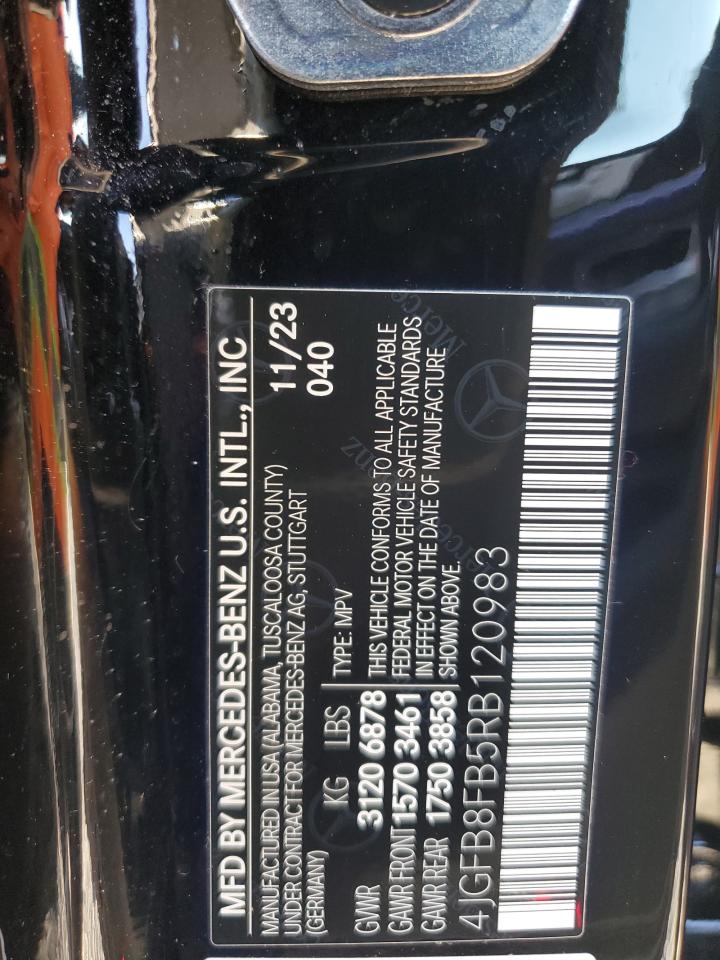 MFD BY MERCEDES-BENZ U.S. INTL., INC
MANUFACTURED IN USA (ALABAMA, TUSCALOOSA COUNTY)
UNDER CONTRACT FOR MERCEDES-BENZ AG, STUTTGART
(GERMANY)
11/23
040
KG LBS
TYPE: MPV
GVWR 3120 6878
GAWR FRONT 1570 3461
GAWR REAR 1750 3858
THIS VEHICLE CONFORMS TO ALL APPLICABLE
FEDERAL MOTOR VEHICLE SAFETY STANDARDS
IN EFFECT ON THE DATE OF MANUFACTURE
SHOWN ABOVE.
4JGFB8FB5RB120983